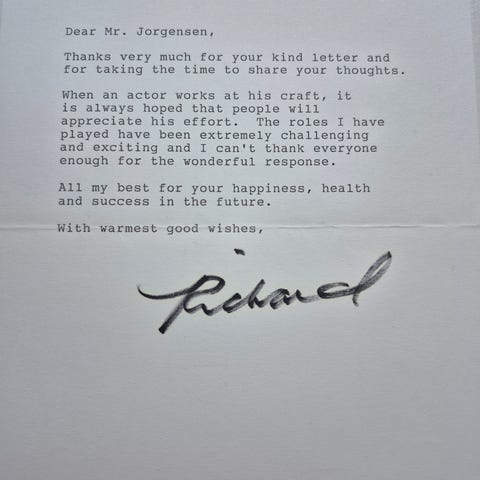 Dear Mr. Jorgensen,
Thanks very much for your kind letter and
for taking the time to share your thoughts.
When an actor works at his craft, it
is always hoped that people will
appreciate his effort.  The roles I have
played have been extremely challenging
and exciting and I can't thank everyone
enough for the wonderful response.
All my best for your happiness, health
and success in the future.
With warmest good wishes,
Richard